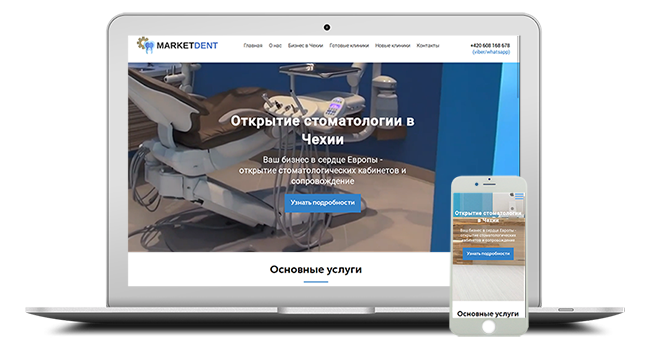 MARKETDENT
Главная О нас Бизнес в Чехии Готовые клиники Новые клиники Контакты
+420 608 168 678
(viber/whatsapp)
Открытие стоматологии в
Чехии
Ваш бизнес в сердце Европы -
открытие стоматологических кабинетов и
сопровождение
Узнать подробности
Основные услуги
Открытие стоматологии
в Чехии
Ваш бизнес в сердце Европы -
открытие стоматологических
кабинетов и сопровождение
Узнать подробности
Основные услуги